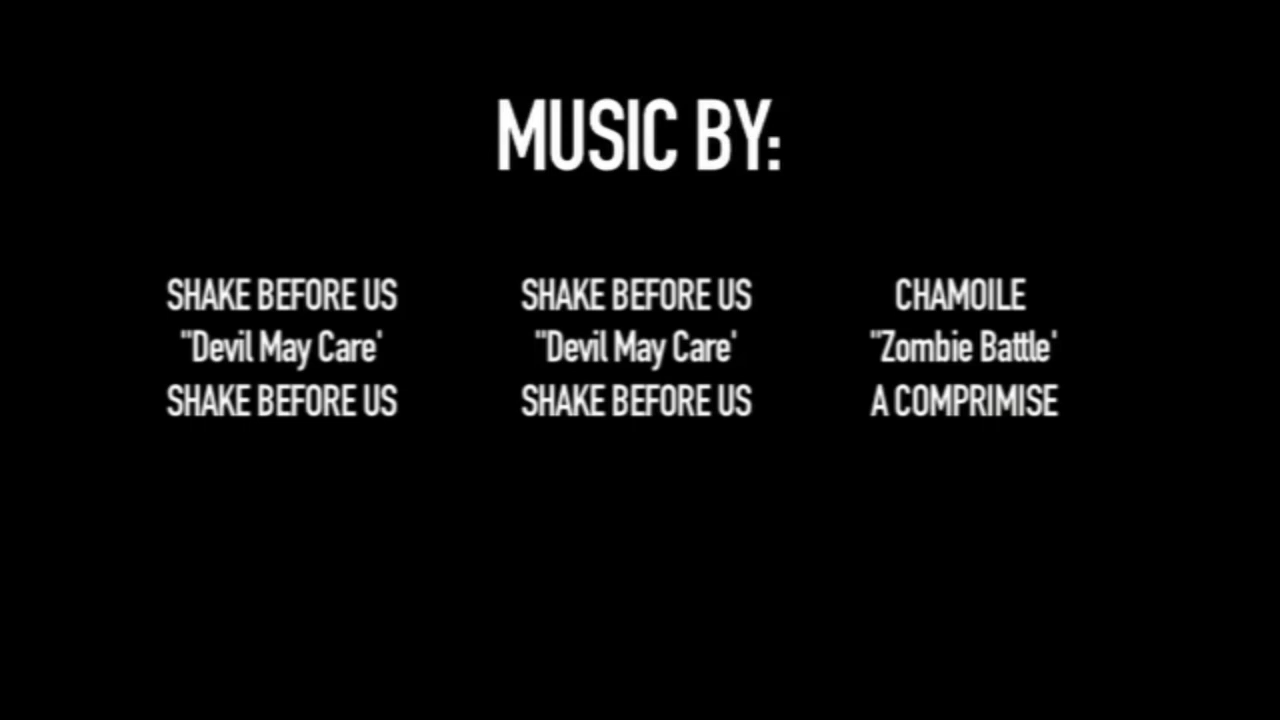 MUSIC BY:
SHAKE BEFORE US
"Devil May Care'
SHAKE BEFORE US
SHAKE BEFORE US
"Devil May Care'
SHAKE BEFORE US
CHAMOILE
"Zombie Battle'
A COMPRIMISE